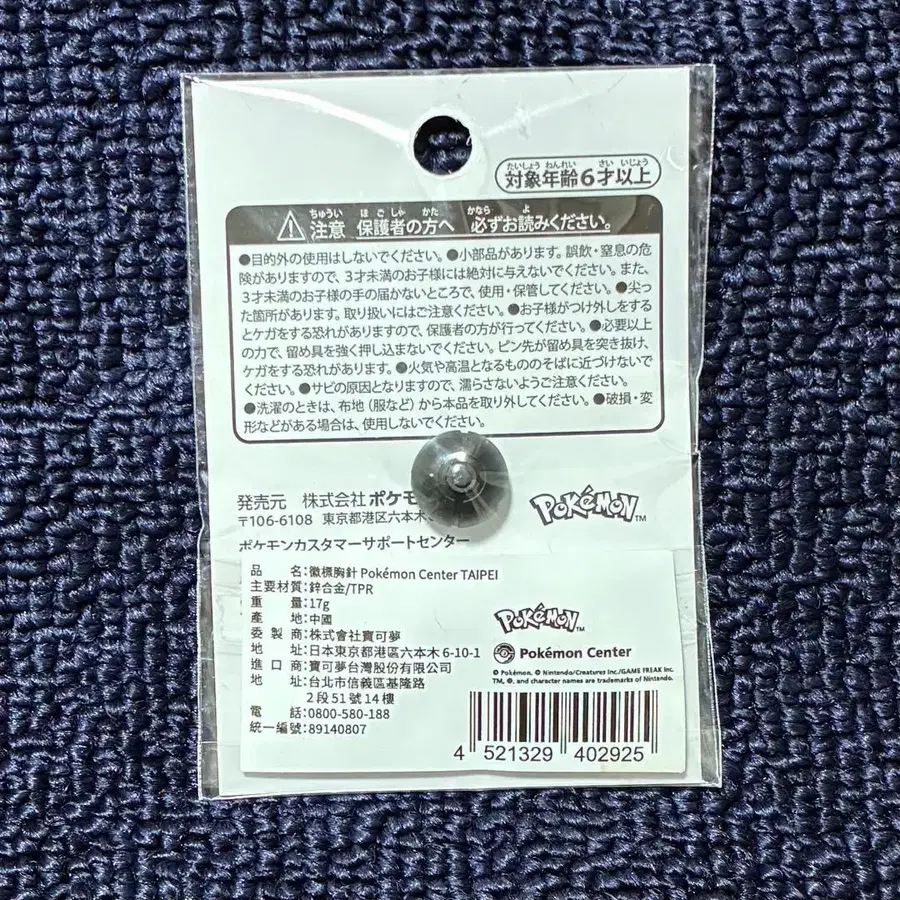 対象年齢6才以上
たいしょう ねんれい さい いじょう
注意 保護者の方へ 必ずお読みください。
ちゅうい ほごしゃ かた かなら よ
●目的外の使用はしないでください。●小部品があります。誤飲・窒息の危
険がありますので、3才未満のお子様には絶対に与えないでください。また、
3才未満のお子様の手の届かないところで、使用・保管してください。●尖っ
た箇所があります。取り扱いにはご注意ください。●お子様がつけ外しをする
とケガをする恐れがありますので、保護者の方が行ってください。●必要以上
の力で、留め具を強く押し込まないでください。ピン先が留め具を突き抜け、
ケガをする恐れがあります。●火気や高温となるもののそばに近づけないで
ください。●サビの原因となりますので、濡らさないようご注意ください。
●洗濯のときは、布地（服など）から本品を取り外してください。●破損・変
形などがある場合は、使用しないでください。
発売元 株式会社ポケモ
〒106-6108 東京都港区六本木
POKÉMON TM
ポケモンカスタマーサポートセンター
品名:徽標胸針 Pokémon Center TAIPEI
主要材質:鋅合金/TPR
重量:17g
產地:中國
委製商:株式會社寶可夢
地址:日本東京都港區六本木 6-10-1
進口商:寶可夢台灣股份有限公司
地址:台北市信義區基隆路
2段51號14樓
電話:0800-580-188
統一編號:89140807
POKÉMON TM
Pokémon Center
©Pokémon. ©Nintendo/Creatures Inc./GAME FREAK Inc.
TM, ®, and character names are trademarks of Nintendo.
4 521329 402925